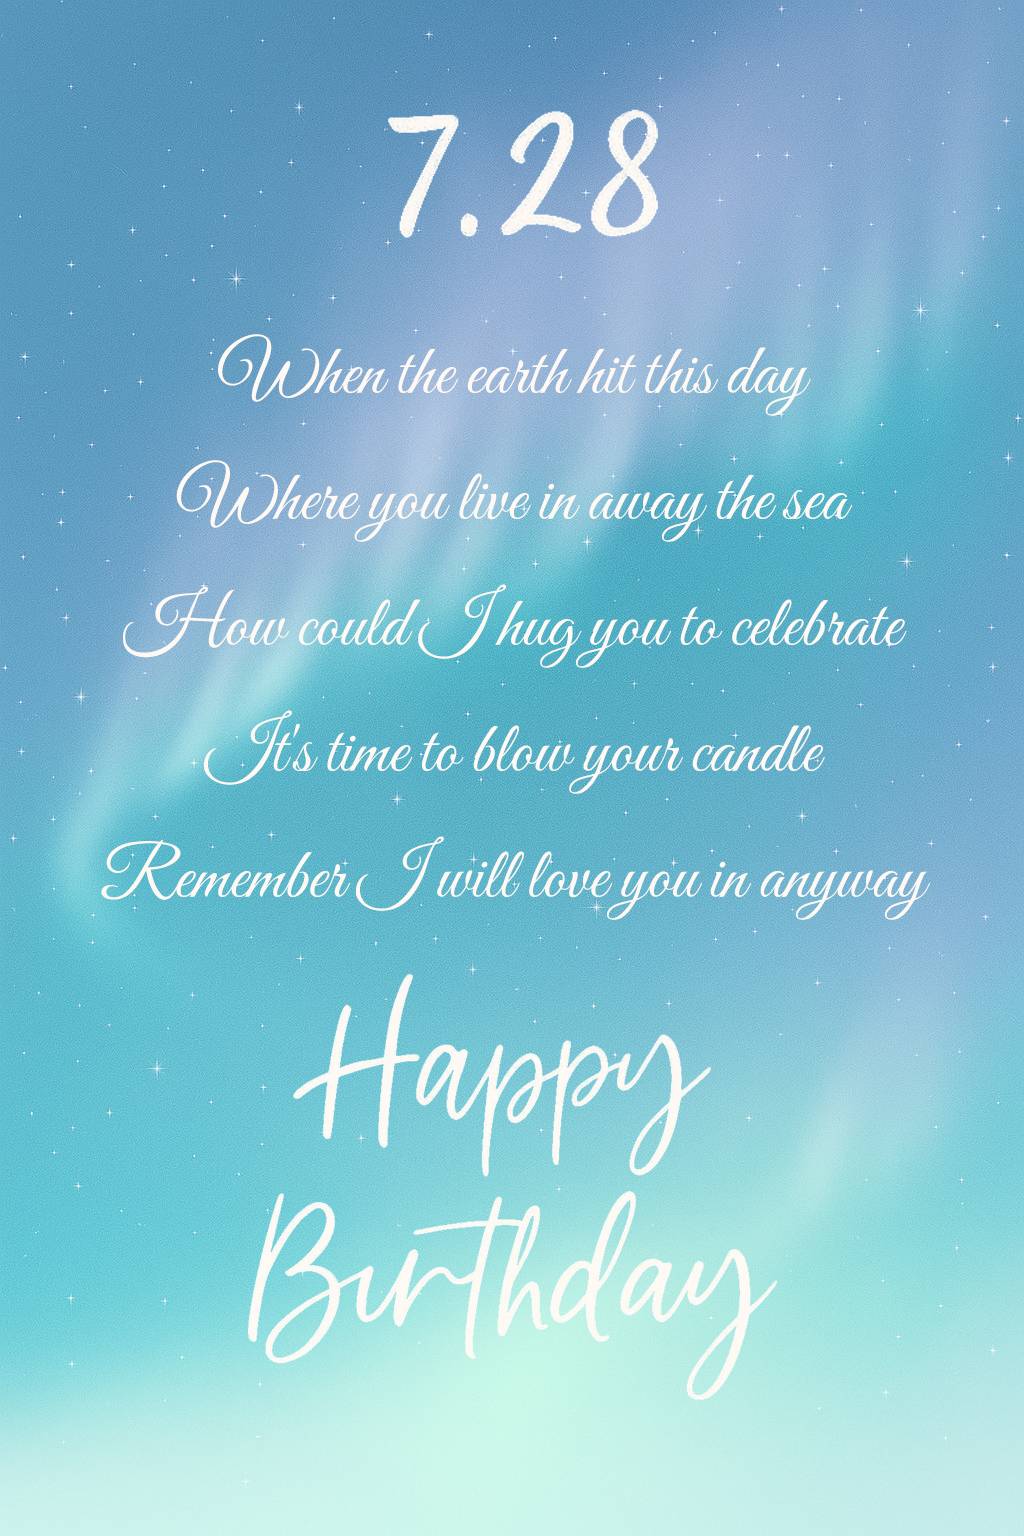 7.28
When the earth hit this day
Where you live in away the sea
How could I hug you to celebrate
It's time to blow your candle
Remember I will love you in anyway
Happy
Birthday